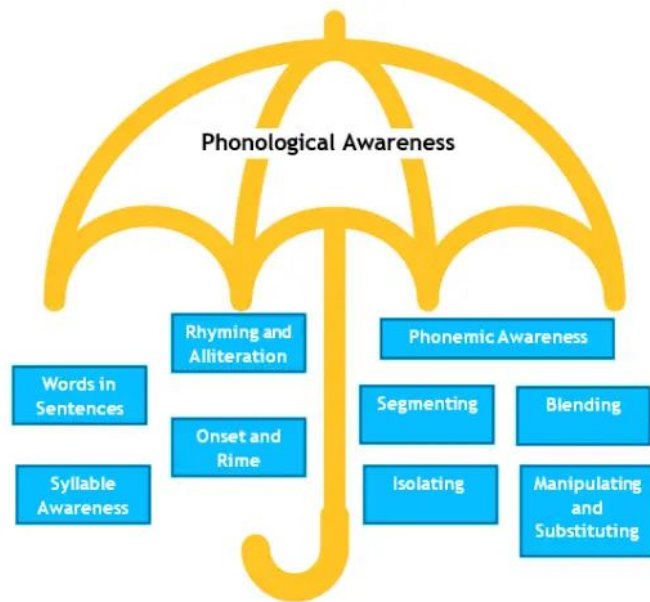 Phonological Awareness
Rhyming and
Alliteration
Phonemic Awareness
Words in
Sentences
Segmenting
Blending
Onset and
Rime
Syllable
Awareness
Isolating
Manipulating
and
Substituting